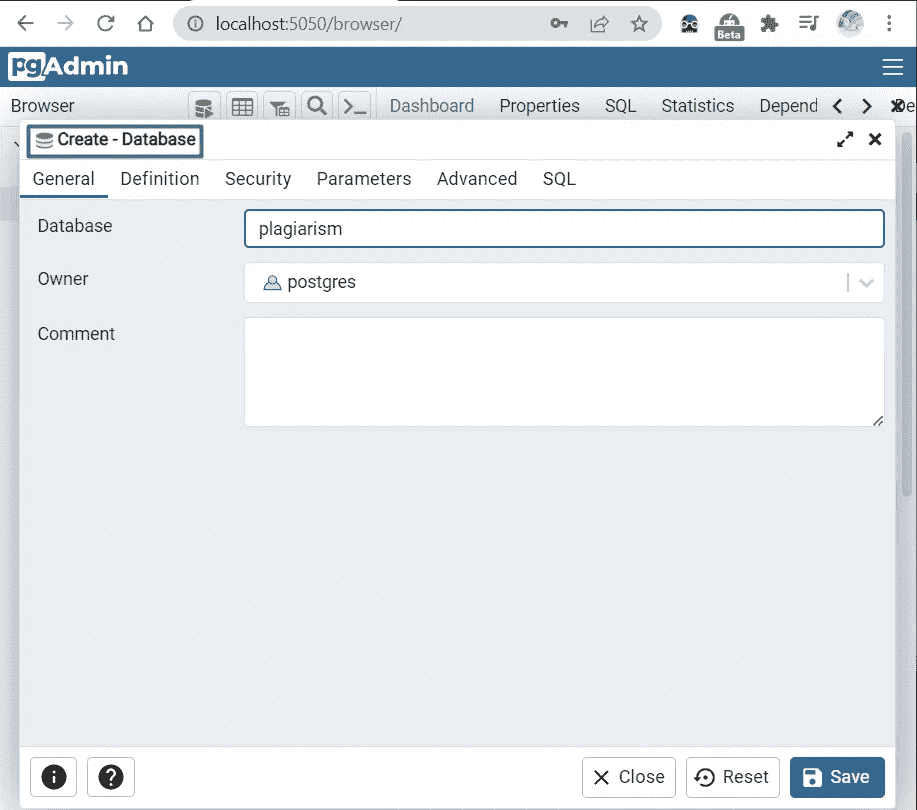 localhost:5050/browser/
Beta
pgAdmin
Browser Dashboard Properties SQL Statistics Depend
Create - Database
General Definition Security Parameters Advanced SQL
Database plagiarism
Owner postgres
Comment
Close Reset Save